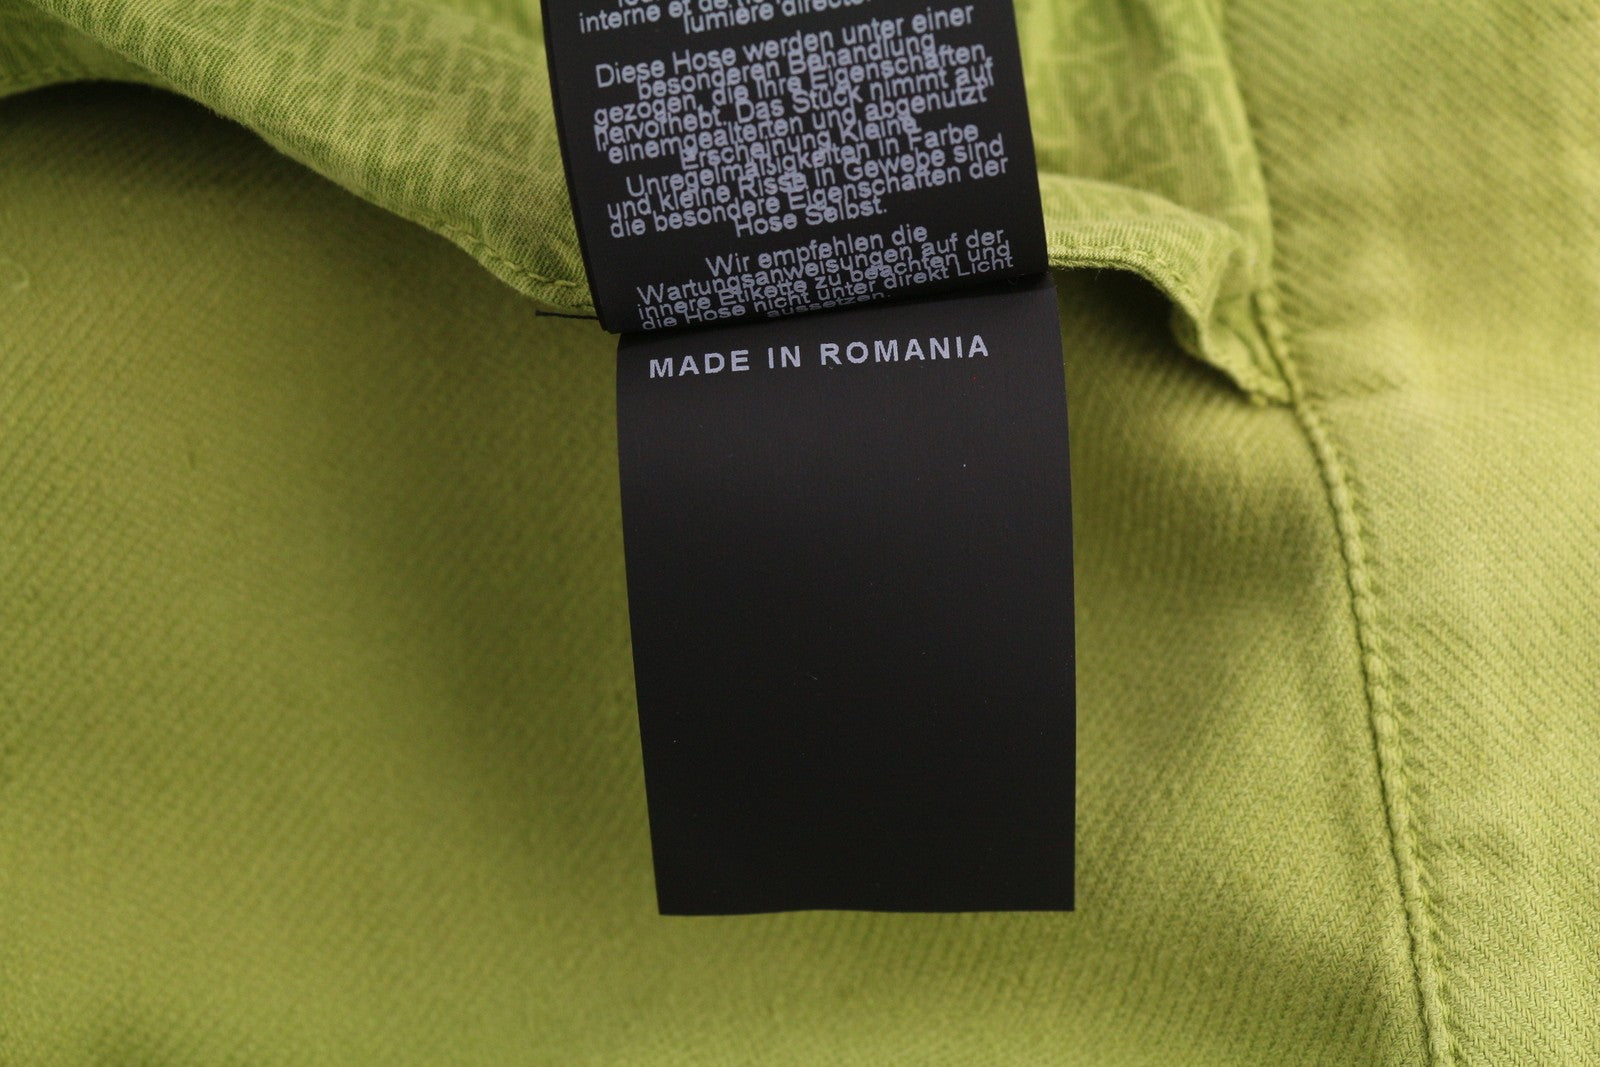 interne et de
lumière directe
Diese Hose werden unter einer
besonderen Behandlung
gezogen, die ihre Eigenschaften
hervorhebt. Das Stück nimmt auf
einemgealterten und abgenutzt
Erscheinung Kleine
Unregelmäßigkeiten in Farbe
und kleine Risse in Gewebe sind
die besondere Eigenschaften der
Hose Selbst.
Wir empfehlen die
Wartungsanweisungen auf der
innere Etikette zu beachten und
die Hose nicht unter direkt Licht
aussetzen.
MADE IN ROMANIA